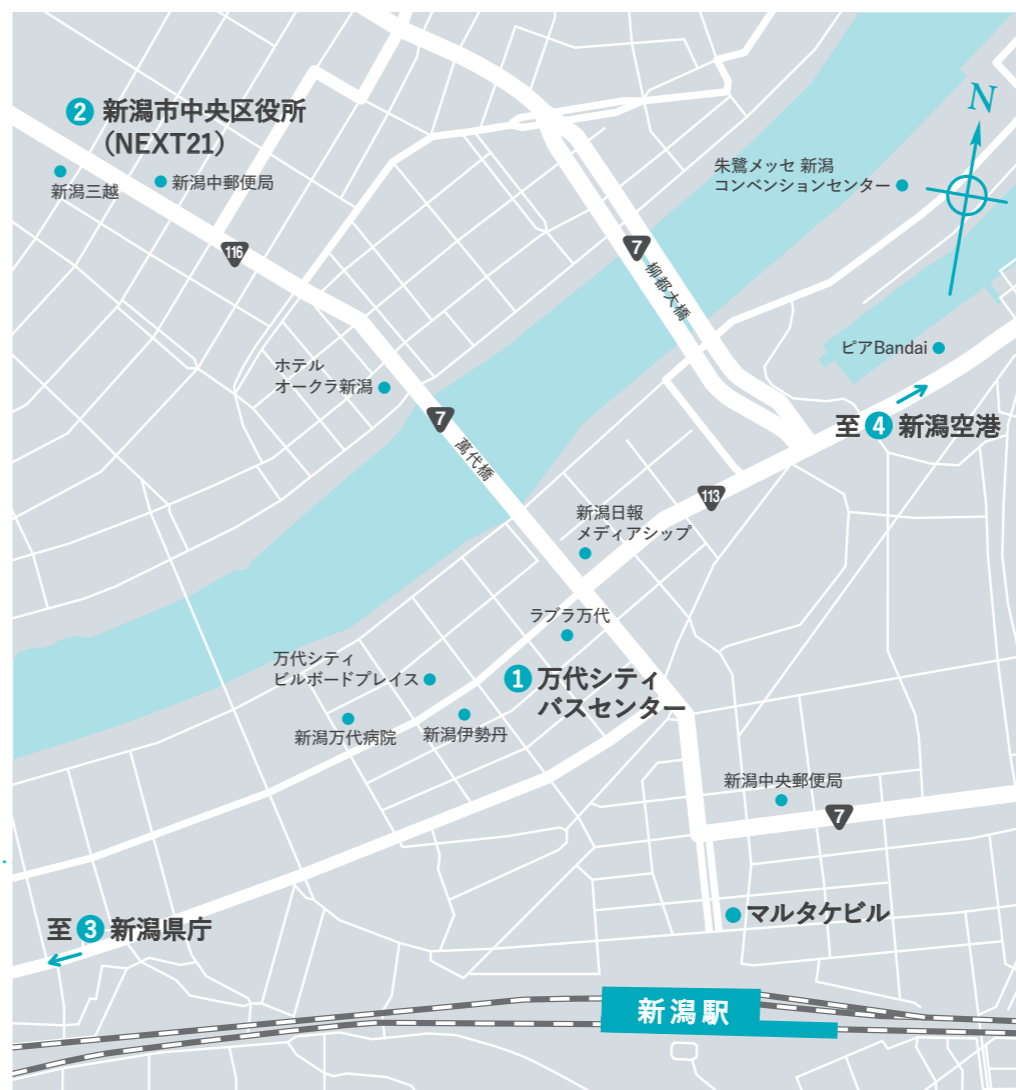 2 新潟市中央区役所
(NEXT21)
新潟三越
新潟中郵便局
116
N
朱鷺メッセ 新潟
コンベンションセンター
7
柳都大橋
ピアBandai
ホテル
オークラ新潟
7
萬代橋
至 4 新潟空港
113
新潟日報
メディアシップ
ラブラ万代
1 万代シティ
バスセンター
万代シティ
ビルボードプレイス
新潟万代病院
新潟伊勢丹
新潟中央郵便局
7
至 3 新潟県庁
マルタケビル
新潟駅